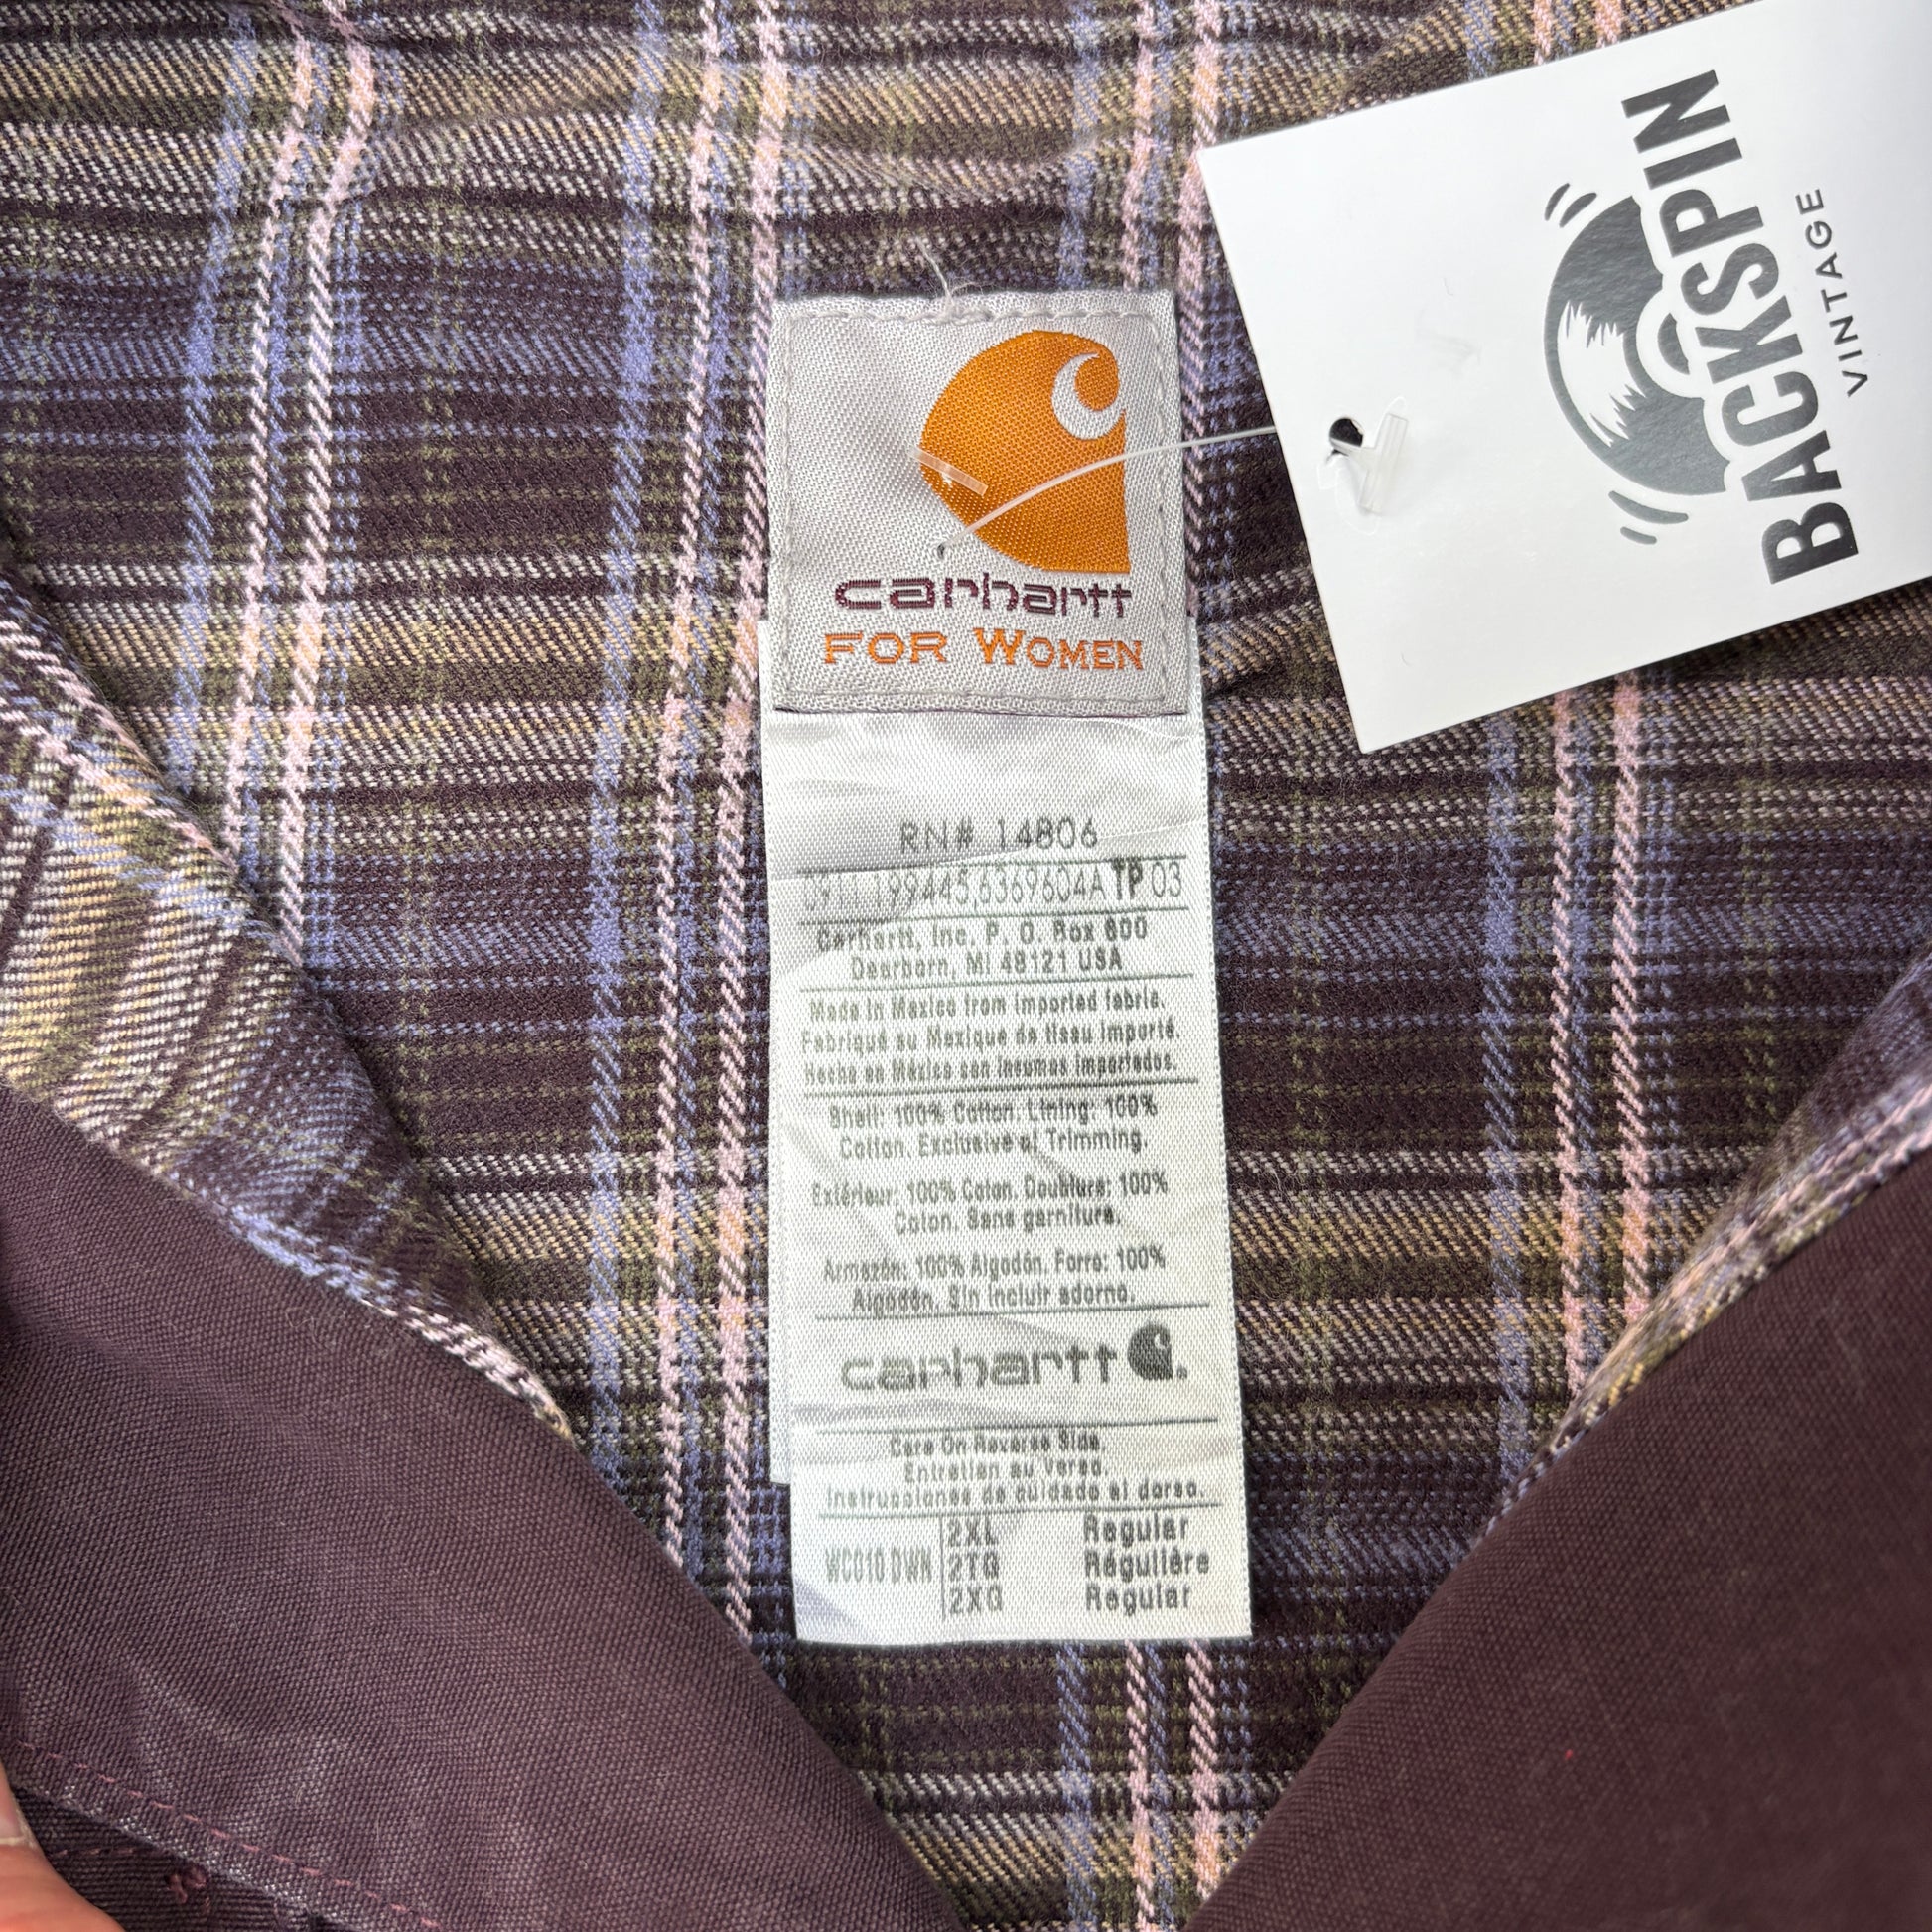 BACKSPIN
VINTAGE
carhartt
FOR WOMEN
RN# 14806
199445,6369604A TP 03
Carhartt, Inc. P. O. Box 600
Dearborn, MI 48121 USA
Made in Mexico from imported fabric.
Fabriqué au Mexique de tissu importé.
Hecho en México con insumos importados.
Shell: 100% Cotton. Lining: 100%
Cotton. Exclusive of Trimming.
Extérieur: 100% Coton. Doublure: 100%
Coton. Sans garniture.
Armazón: 100% Algodón. Forro: 100%
Algodón. Sin incluir adorno.
carhartt
Care On Reverse Side.
Entretien au Verso.
Instrucciones de cuidado al dorso.
WC010 DWN 2XL Regular
2TG Régulière
2XG Regular